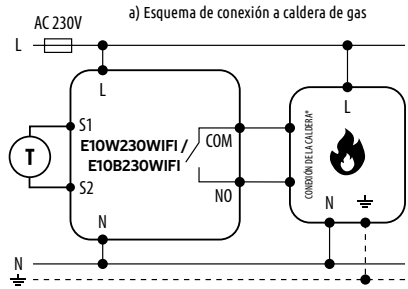 a) Esquema de conexión a caldera de gas
AC 230V
L
L
L
S1
E10W230WIFI /
E10B230WIFI
COM
T
CONEXIÓN DE LA CALDERA*
S2
NO
N
N
N